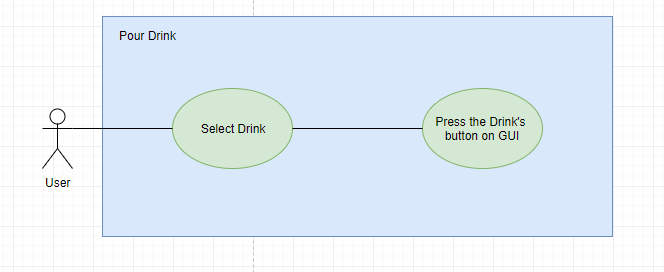 Pour Drink
Select Drink
Press the Drink's
button on GUI
User